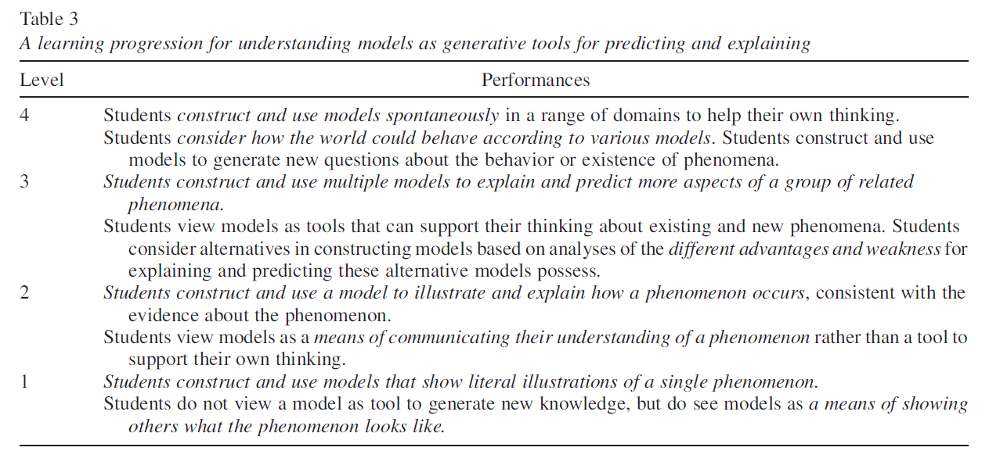 Table 3
A learning progression for understanding models as generative tools for predicting and explaining
Level Performances
4 Students construct and use models spontaneously in a range of domains to help their own thinking.
Students consider how the world could behave according to various models. Students construct and use
models to generate new questions about the behavior or existence of phenomena.
3 Students construct and use multiple models to explain and predict more aspects of a group of related
phenomena.
Students view models as tools that can support their thinking about existing and new phenomena. Students
consider alternatives in constructing models based on analyses of the different advantages and weakness for
explaining and predicting these alternative models possess.
2 Students construct and use a model to illustrate and explain how a phenomenon occurs, consistent with the
evidence about the phenomenon.
Students view models as a means of communicating their understanding of a phenomenon rather than a tool to
support their own thinking.
1 Students construct and use models that show literal illustrations of a single phenomenon.
Students do not view a model as tool to generate new knowledge, but do see models as a means of showing
others what the phenomenon looks like.